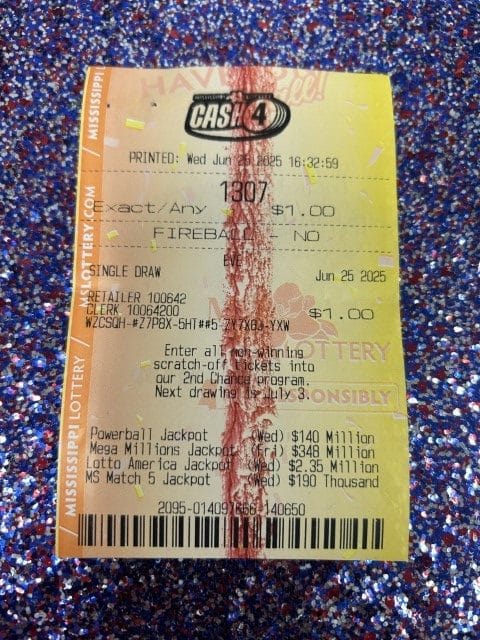 HAVE
MISSISSIPPI
CASH 4
PRINTED: Wed Jun 25 2025 16:32:59
1307
Exact/Any $1.00
FIREBALL - NO
EVE
SINGLE DRAW Jun 25 2025
RETAILER 100642
CLERK 10064200 $1.00
Enter all non-winning
scratch-off tickets into
our 2nd Chance program.
Next drawing is July 3.
LOTTERY
Powerball Jackpot (Wed) $140 Million
Mega Millions Jackpot (Fri) $348 Million
Lotto America Jackpot (Wed) $2.35 Million
MS Match 5 Jackpot (Wed) $190 Thousand
140650
MISSISSIPPI LOTTERY / MSLOTTERY.COM / MISSISSIPPI